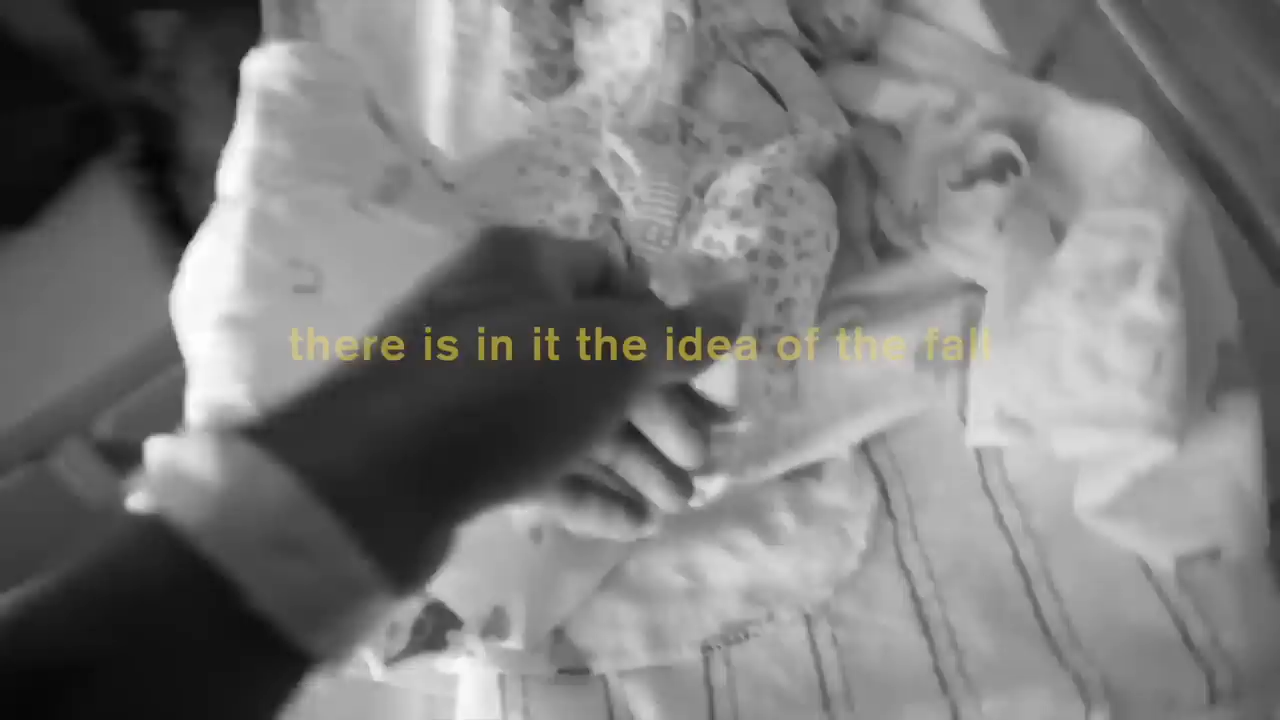 there is in it the idea of the fall